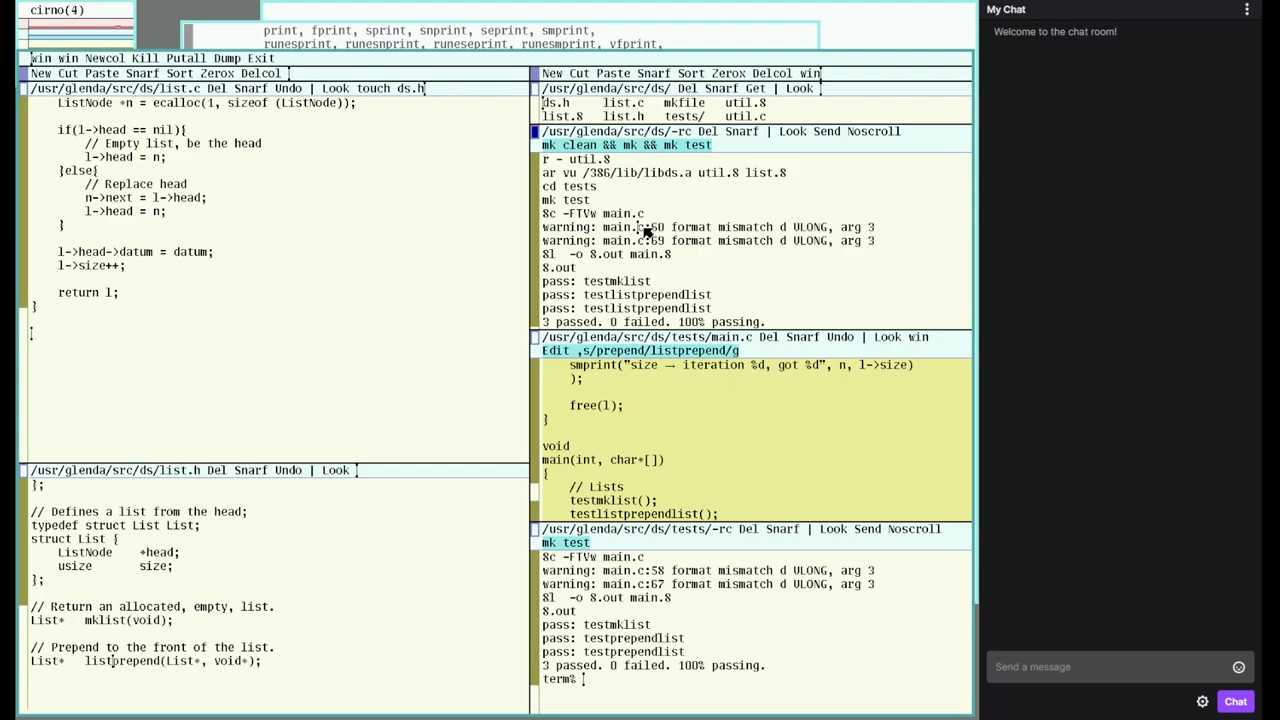 cirno(4)
print, fprint, sprint, snprint, seprint, smprint,
runesprint, runesnprint, runeseprint, runesmprint, vfprint,
win win Newcol Kill Putall Dump Exit
New Cut Paste Snarf Sort Zerox Delcol
/usr/glenda/src/ds/list.c Del Snarf Undo | Look touch ds.h
ListNode *n = ecalloc(1, sizeof (ListNode));
if(l->head == nil){
// Empty list, be the head
l->head = n;
}else{
// Replace head
n->next = l->head;
l->head = n;
}
l->head->datum = datum;
l->size++;
return l;
}
/usr/glenda/src/ds/list.h Del Snarf Undo | Look
};
// Defines a list from the head;
typedef struct List List;
struct List {
ListNode *head;
usize size;
};
// Return an allocated, empty, list.
List* mklist(void);
// Prepend to the front of the list.
List* listprepend(List*, void*);
New Cut Paste Snarf Sort Zerox Delcol win
/usr/glenda/src/ds/ Del Snarf Get | Look
ds.h list.c mkfile util.8
list.8 list.h tests/ util.c
/usr/glenda/src/ds/-rc Del Snarf | Look Send Noscroll
mk clean && mk && mk test
r - util.8
ar vu /386/lib/libds.a util.8 list.8
cd tests
mk test
8c -FTVw main.c
warning: main.c:60 format mismatch d ULONG, arg 3
warning: main.c:69 format mismatch d ULONG, arg 3
8l -o 8.out main.8
8.out
pass: testmklist
pass: testlistprependlist
pass: testlistprependlist
3 passed. 0 failed. 100% passing.
/usr/glenda/src/ds/tests/main.c Del Snarf Undo | Look win
Edit ,s/prepend/listprepend/g
smprint("size → iteration %d, got %d", n, l->size)
);
free(l);
}
void
main(int, char*[])
{
// Lists
testmklist();
testlistprependlist();
/usr/glenda/src/ds/tests/-rc Del Snarf | Look Send Noscroll
mk test
8c -FTVw main.c
warning: main.c:58 format mismatch d ULONG, arg 3
warning: main.c:67 format mismatch d ULONG, arg 3
8l -o 8.out main.8
8.out
pass: testmklist
pass: testprependlist
pass: testprependlist
3 passed. 0 failed. 100% passing.
term%
My Chat
Welcome to the chat room!
Send a message
Chat